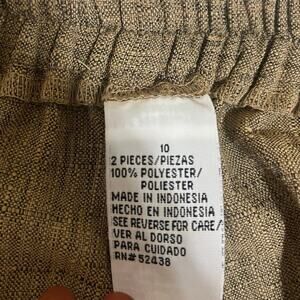 10
2 PIECES/PIEZAS
100% POLYESTER/
POLIESTER
MADE IN INDONESIA
HECHO EN INDONESIA
SEE REVERSE FOR CARE/
VER AL DORSO
PARA CUIDADO
RN# 52438